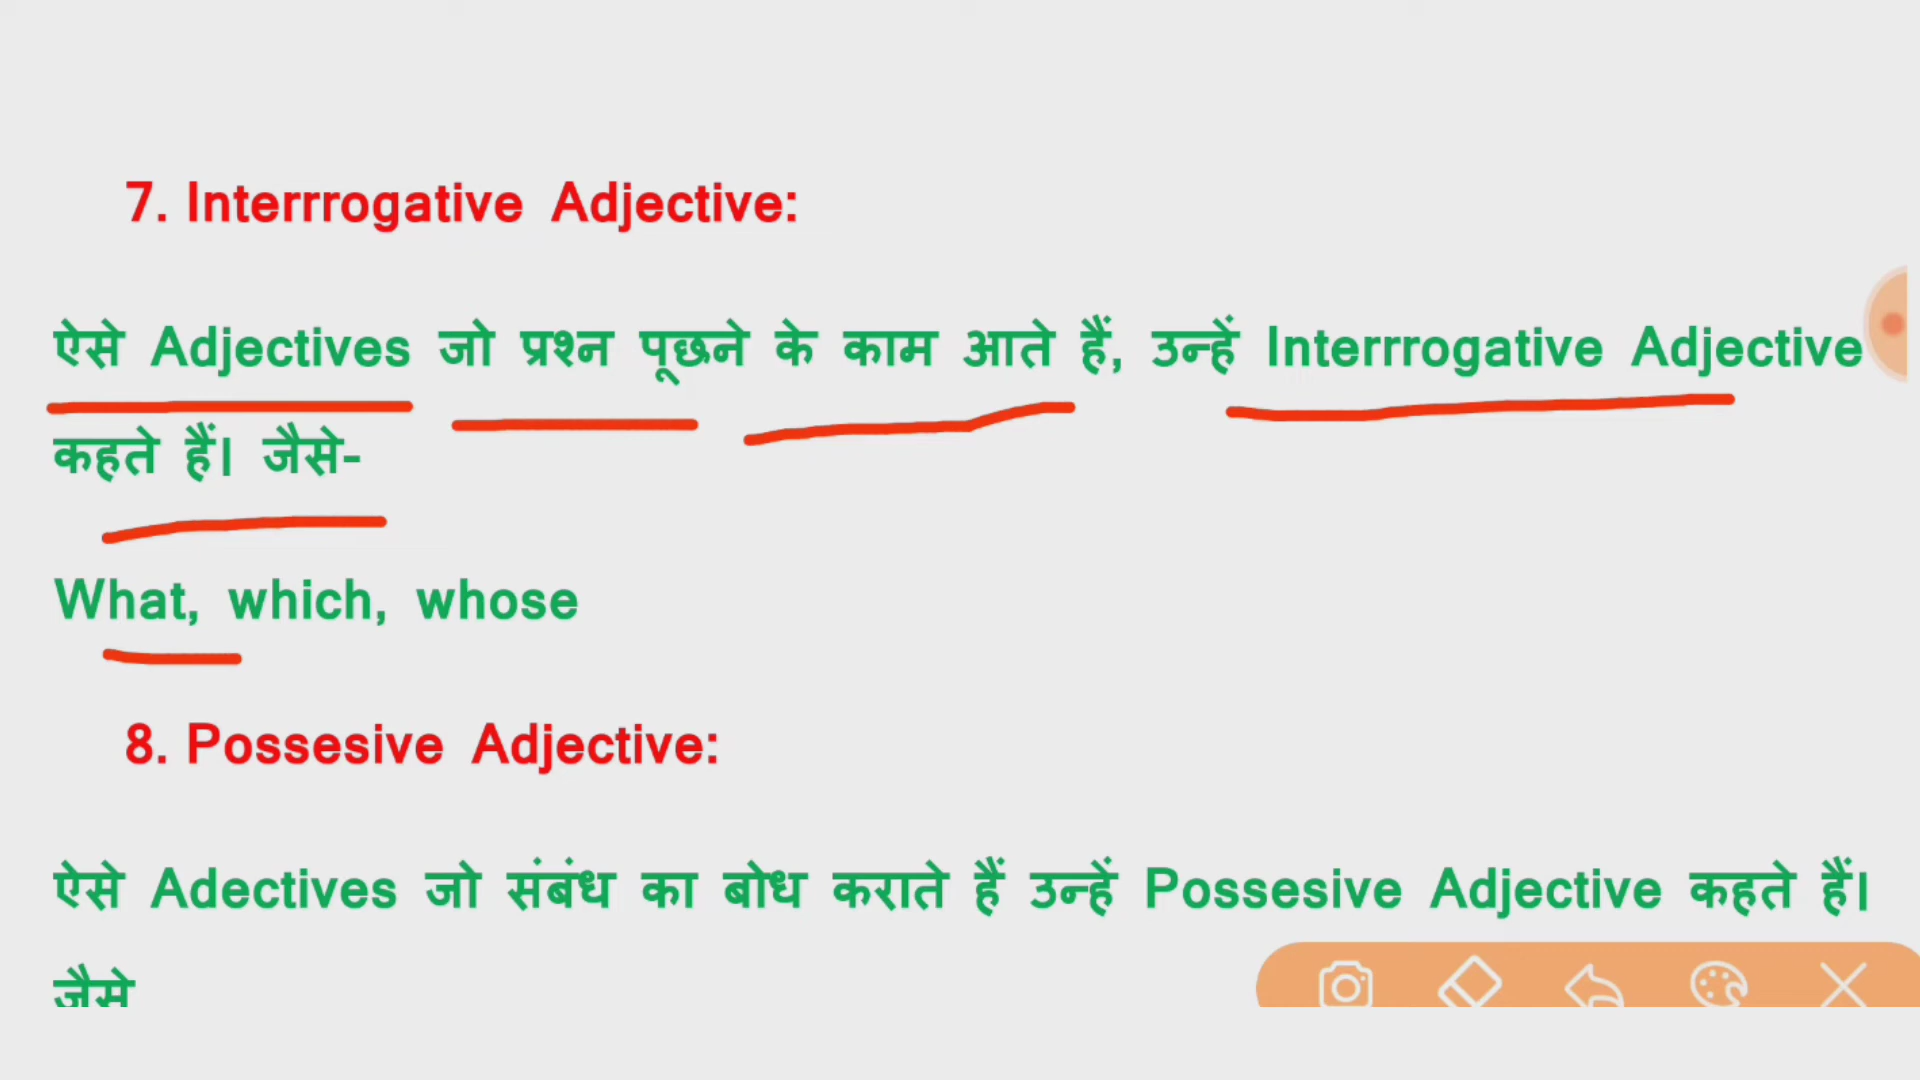 7. Interrrogative Adjective:
ऐसे Adjectives जो प्रश्न पूछने के काम आते हैं, उन्हें Interrrogative Adjective
कहते हैं। जैसे-
What, which, whose
8. Possesive Adjective:
ऐसे Adectives जो संबंध का बोध कराते हैं उन्हें Possesive Adjective कहते हैं।
जैसे